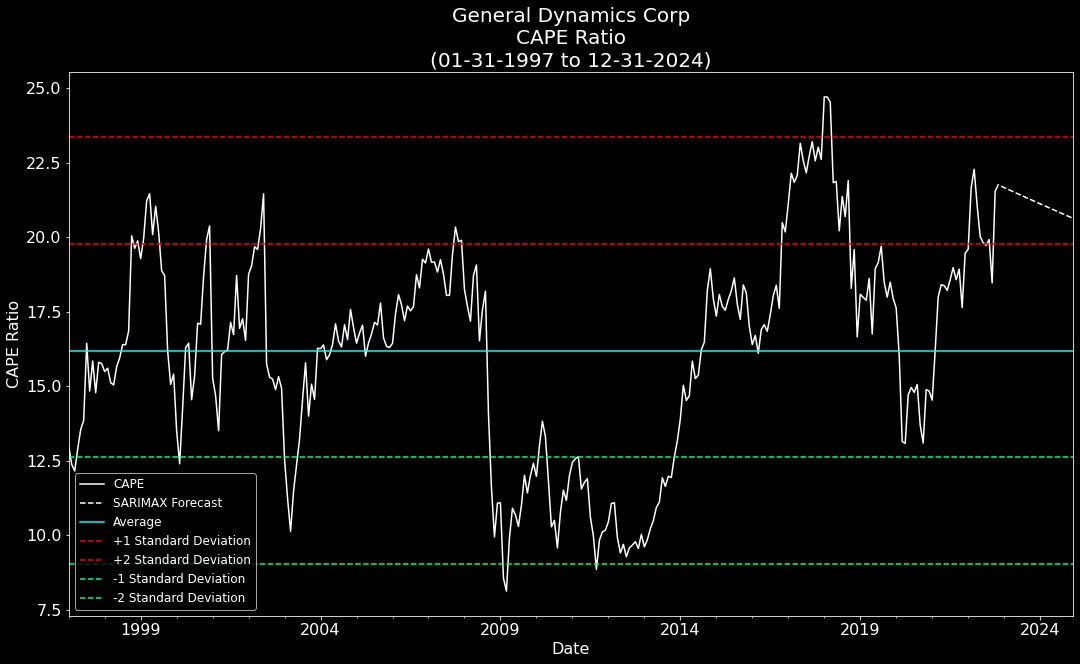 General Dynamics Corp
CAPE Ratio
(01-31-1997 to 12-31-2024)
CAPE Ratio
25.0
22.5
20.0
17.5
15.0
12.5
10.0
7.5
CAPE
SARIMAX Forecast
Average
+1 Standard Deviation
+2 Standard Deviation
-1 Standard Deviation
-2 Standard Deviation
1999 2004 2009 2014 2019 2024
Date